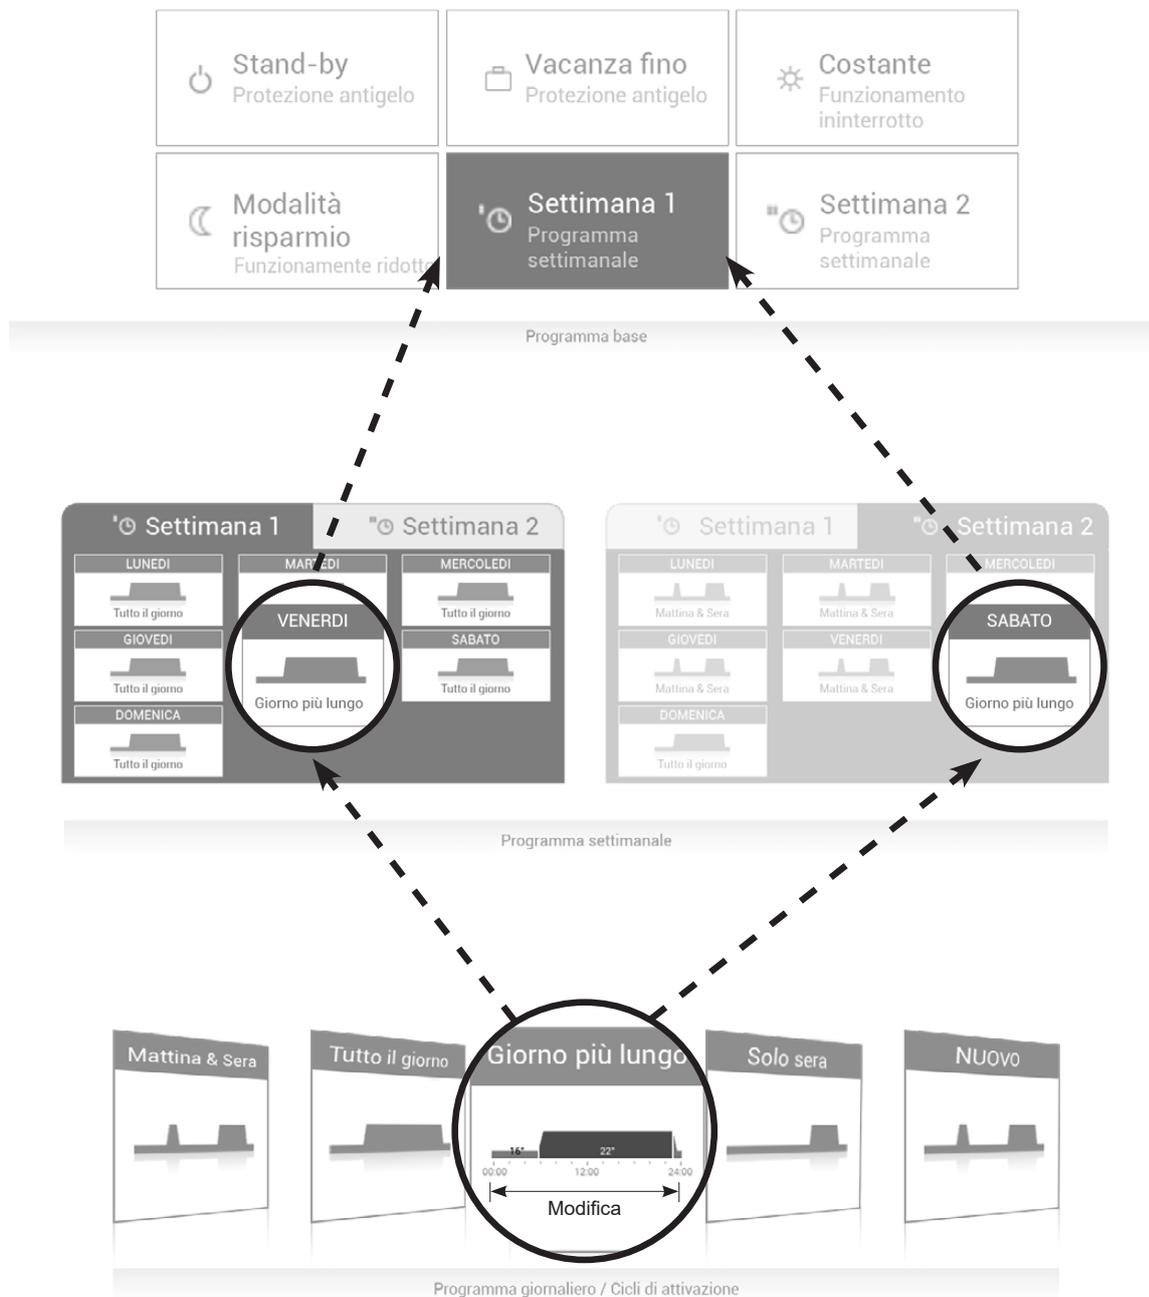 Stand-by
Protezione antigelo
Vacanza fino
Protezione antigelo
Costante
Funzionamento
ininterrotto
Modalità
risparmio
Funzionamente ridotto
Settimana 1
Programma
settimanale
Settimana 2
Programma
settimanale
Programma base
Settimana 1
Settimana 2
LUNEDI
MARTEDI
MERCOLEDI
Tutto il giorno
Tutto il giorno
GIOVEDI
VENERDI
SABATO
Tutto il giorno
Giorno più lungo
Tutto il giorno
DOMENICA
Tutto il giorno
Settimana 1
Settimana 2
LUNEDI
MARTEDI
MERCOLEDI
Mattina & Sera
Mattina & Sera
GIOVEDI
VENERDI
SABATO
Mattina & Sera
Mattina & Sera
Giorno più lungo
DOMENICA
Tutto il giorno
Programma settimanale
Mattina & Sera
Tutto il giorno
Giorno più lungo
16°
22°
00:00
12:00
24:00
Modifica
Solo sera
NUOVO
Programma giornaliero / Cicli di attivazione